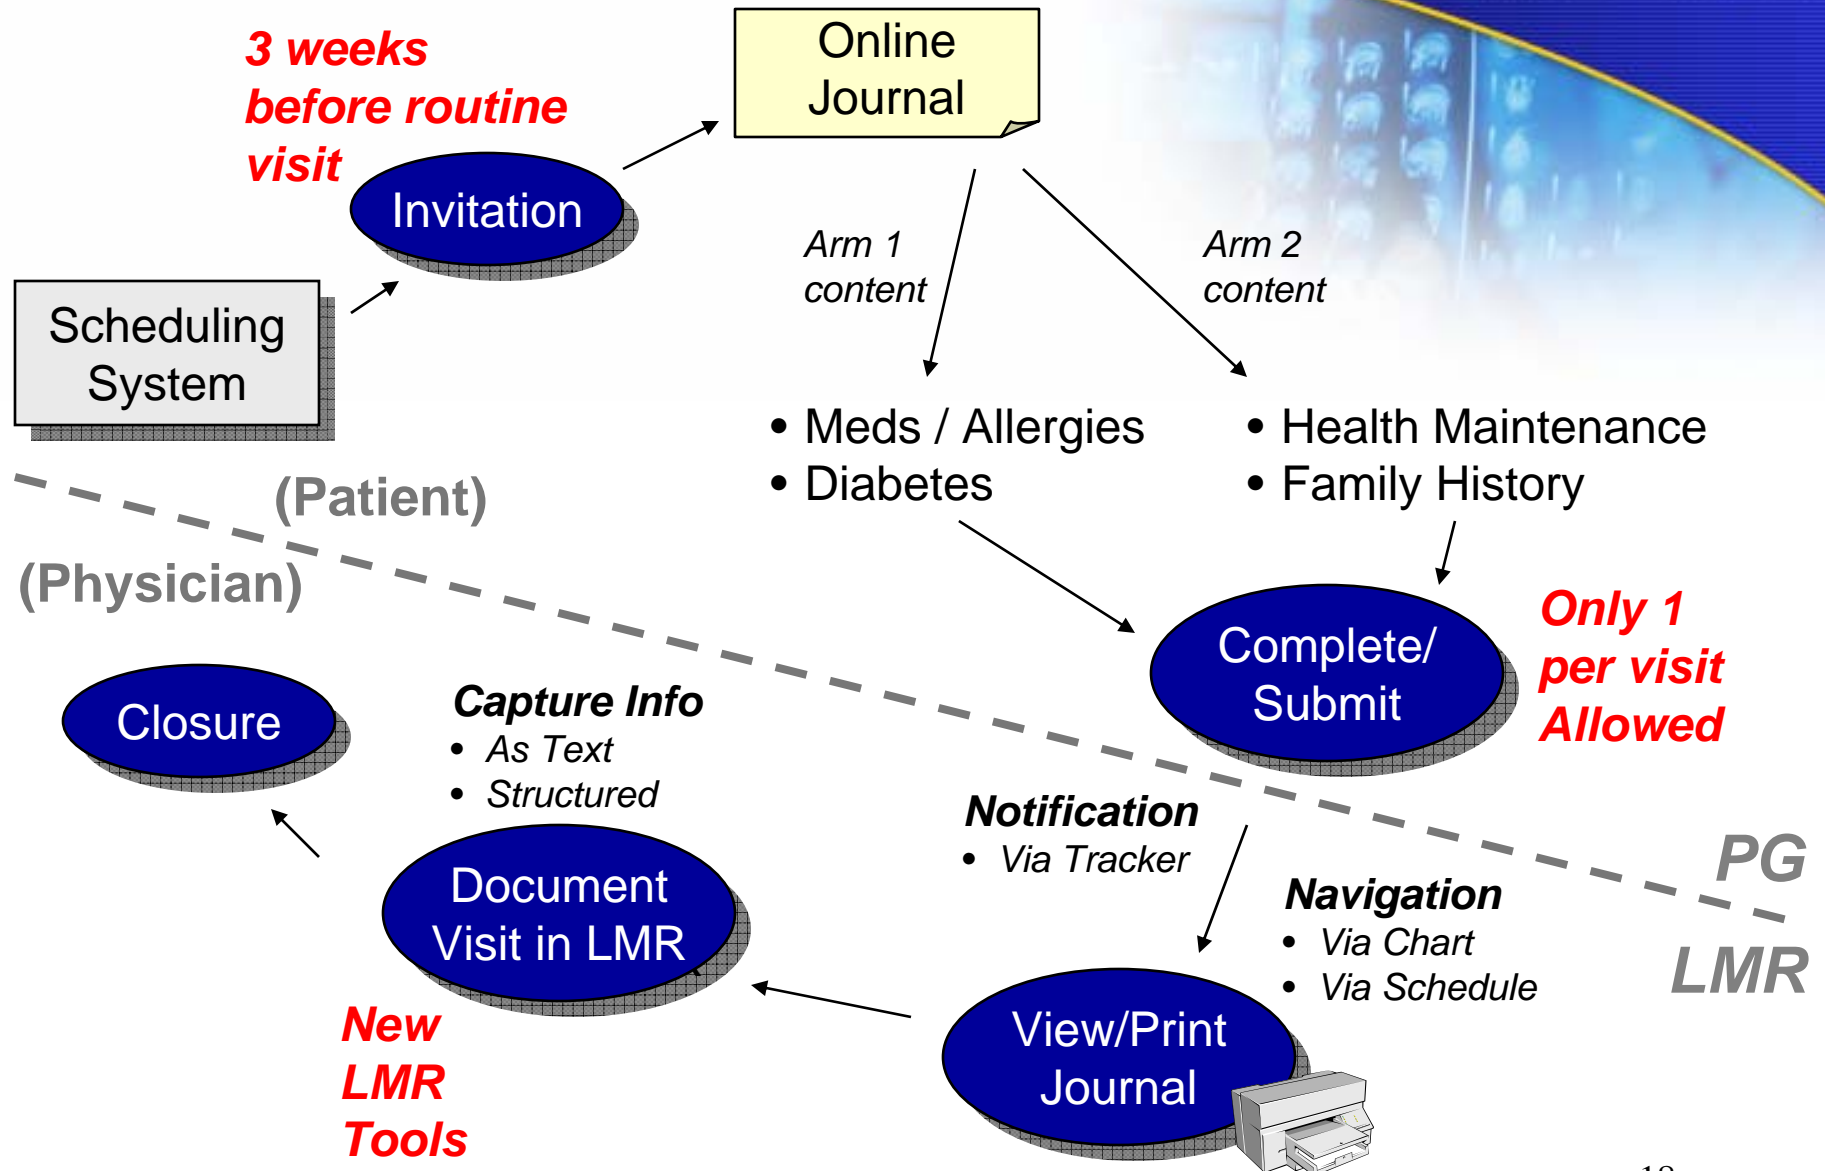 3 weeks
before routine
visit
Online
Journal
Invitation
Scheduling
System
Arm 1
content
Arm 2
content
• Meds / Allergies
• Diabetes
• Health Maintenance
• Family History
(Patient)
(Physician)
Complete/
Submit
Only 1
per visit
Allowed
Closure
Capture Info
• As Text
• Structured
Notification
• Via Tracker
PG
LMR
Navigation
• Via Chart
• Via Schedule
Document
Visit in LMR
View/Print
Journal
New
LMR
Tools